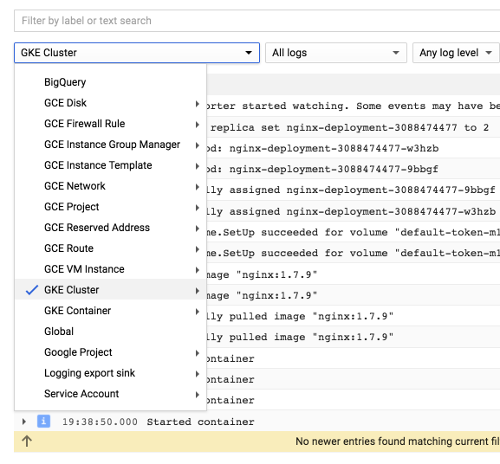 Filter by label or text search
GKE Cluster
All logs
Any log level
BigQuery
GCE Disk
GCE Firewall Rule
GCE Instance Group Manager
GCE Instance Template
GCE Network
GCE Project
GCE Reserved Address
GCE Route
GCE VM Instance
GKE Cluster
GKE Container
Global
Google Project
Logging export sink
Service Account
orter started watching. Some events may have be
replica set nginx-deployment-3088474477 to 2
od: nginx-deployment-3088474477-w3hzb
od: nginx-deployment-3088474477-9bbgf
lly assigned nginx-deployment-3088474477-9bbgf
lly assigned nginx-deployment-3088474477-w3hzb
me.SetUp succeeded for volume "default-token-m1
me.SetUp succeeded for volume "default-token-m1
mage "nginx:1.7.9"
mage "nginx:1.7.9"
lly pulled image "nginx:1.7.9"
lly pulled image "nginx:1.7.9"
container
container
container
i 19:38:50.000 Started container
No newer entries found matching current fil